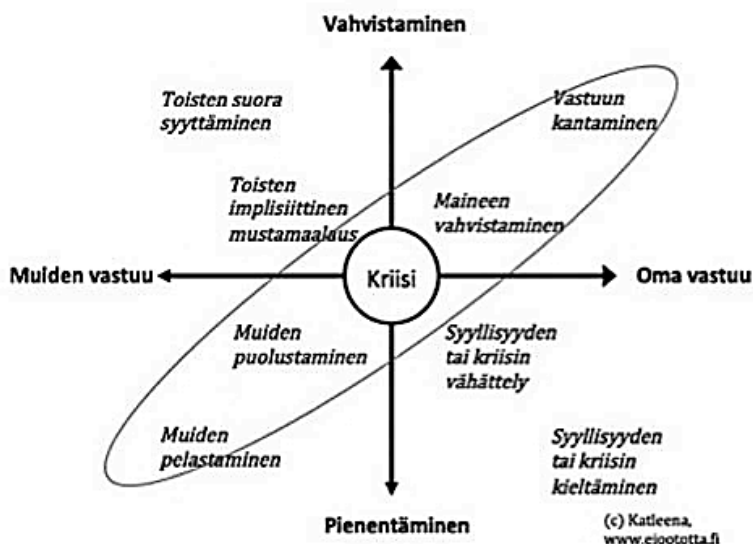 Vahvistaminen
Toisten suora
syyttäminen
Vastuun
kantaminen
Toisten
implisiittinen
mustamaalaus
Maineen
vahvistaminen
Muiden vastuu
Kriisi
Oma vastuu
Muiden
puolustaminen
Syyllisyyden
tai kriisin
vähättely
Muiden
pelastaminen
Syyllisyyden
tai kriisin
kieltäminen
Pienentäminen
(c) Katleena,
www.eioototta.fi